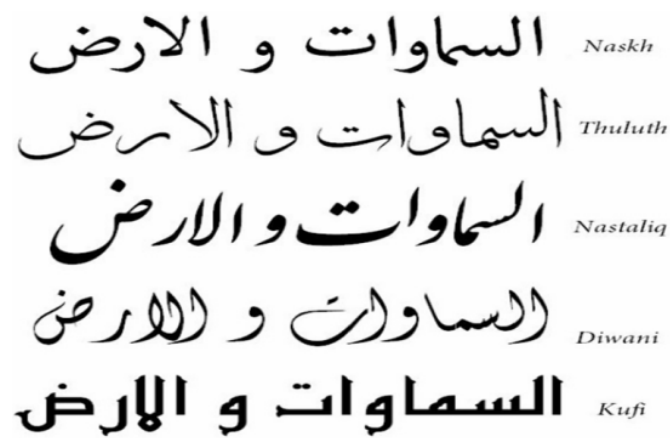 السماوات و الارض Naskh
السماوات و الارض Thuluth
السماوات و الارض Nastaliq
السماوات و الارض Diwani
السماوات و الارض Kufi